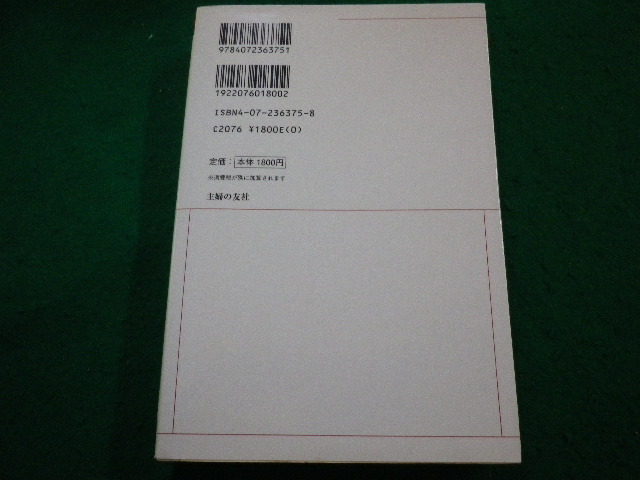 9784072363751
1922076018002
ISBN4-07-236375-8
C2076 ¥1800E(0)
定価：本体1800円
※消費税が別に加算されます
主婦の友社